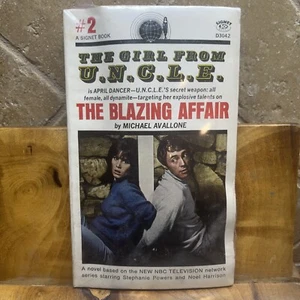 #2
A SIGNET BOOK
SIGNET
D3042
THE GIRL FROM
U.N.C.L.E.
is APRIL DANCER—U.N.C.L.E.'S secret weapon: all
female, all dynamite—targeting her explosive talents on
THE BLAZING AFFAIR
by MICHAEL AVALLONE
A novel based on the NEW NBC TELEVISION network
series starring Stephanie Powers and Noel Harrison